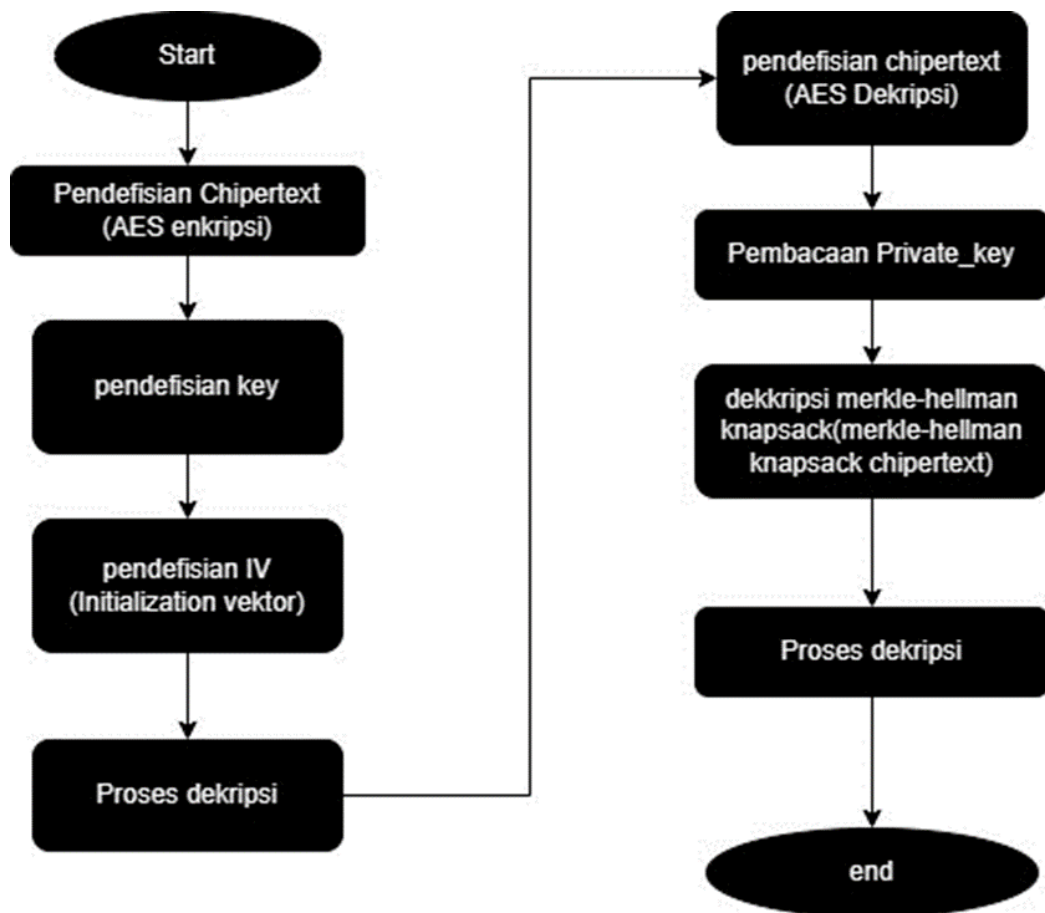 Start
Pendefisian Chipertext
(AES enkripsi)
pendefisian key
pendefisian IV
(Initialization vektor)
Proses dekripsi
pendefisian chipertext
(AES Dekripsi)
Pembacaan Private_key
dekkripsi merkle-hellman
knapsack(merkle-hellman
knapsack chipertext)
Proses dekripsi
end